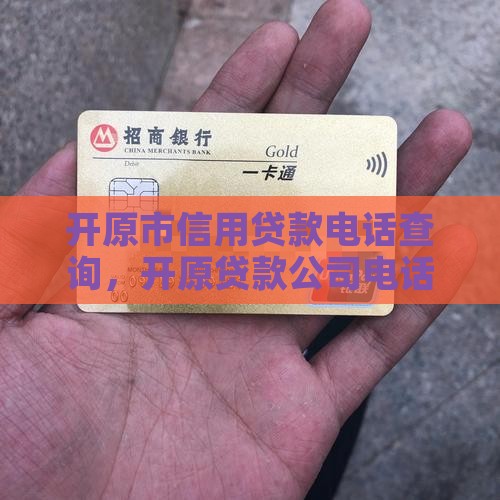 招商银行
CHINA MERCHANTS BANK
Debit
Gold
一卡通
开原市信用贷款电话查
询，开原贷款公司电话